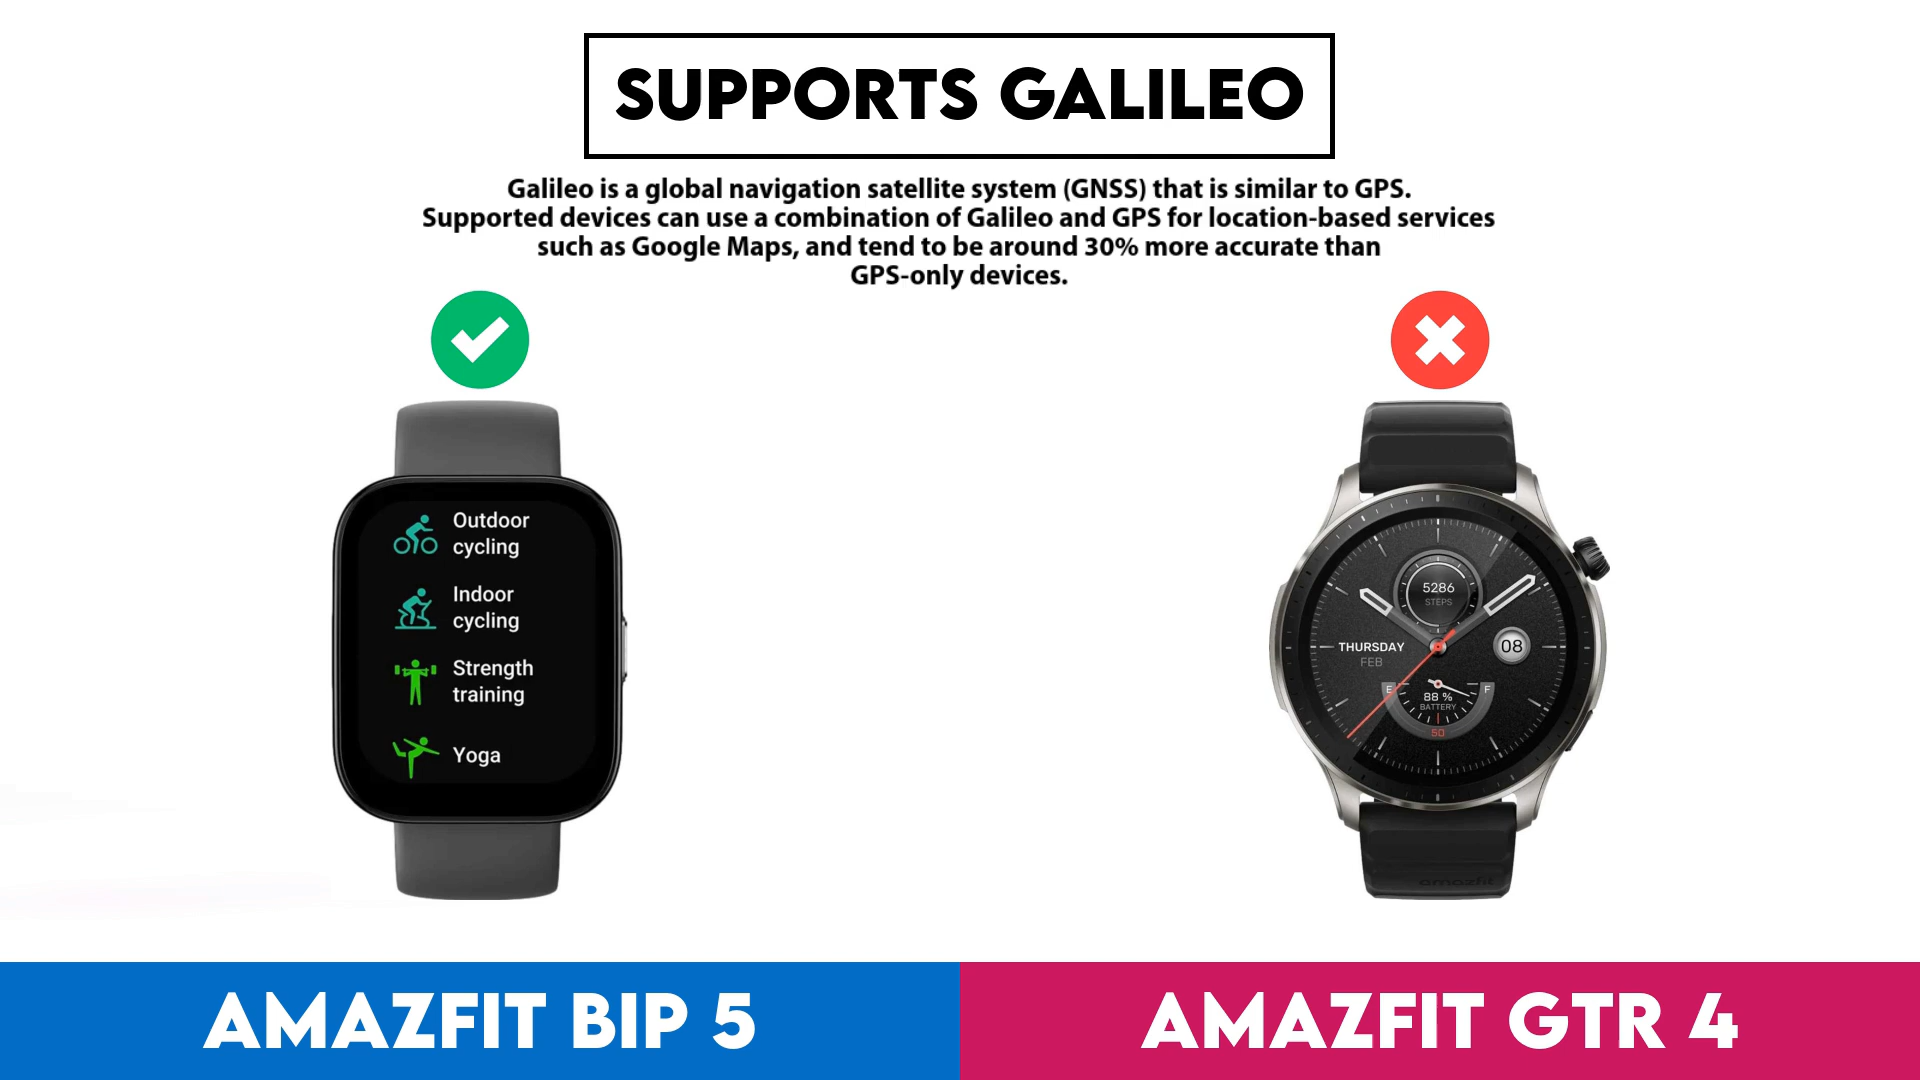 SUPPORTS GALILEO
Galileo is a global navigation satellite system (GNSS) that is similar to GPS.
Supported devices can use a combination of Galileo and GPS for location-based services
such as Google Maps, and tend to be around 30% more accurate than
GPS-only devices.
Outdoor
cycling
Indoor
cycling
Strength
training
Yoga
5286
STEPS
THURSDAY
FEB
08
E
F
88 %
BATTERY
50
amazfit
AMAZFIT BIP 5
AMAZFIT GTR 4